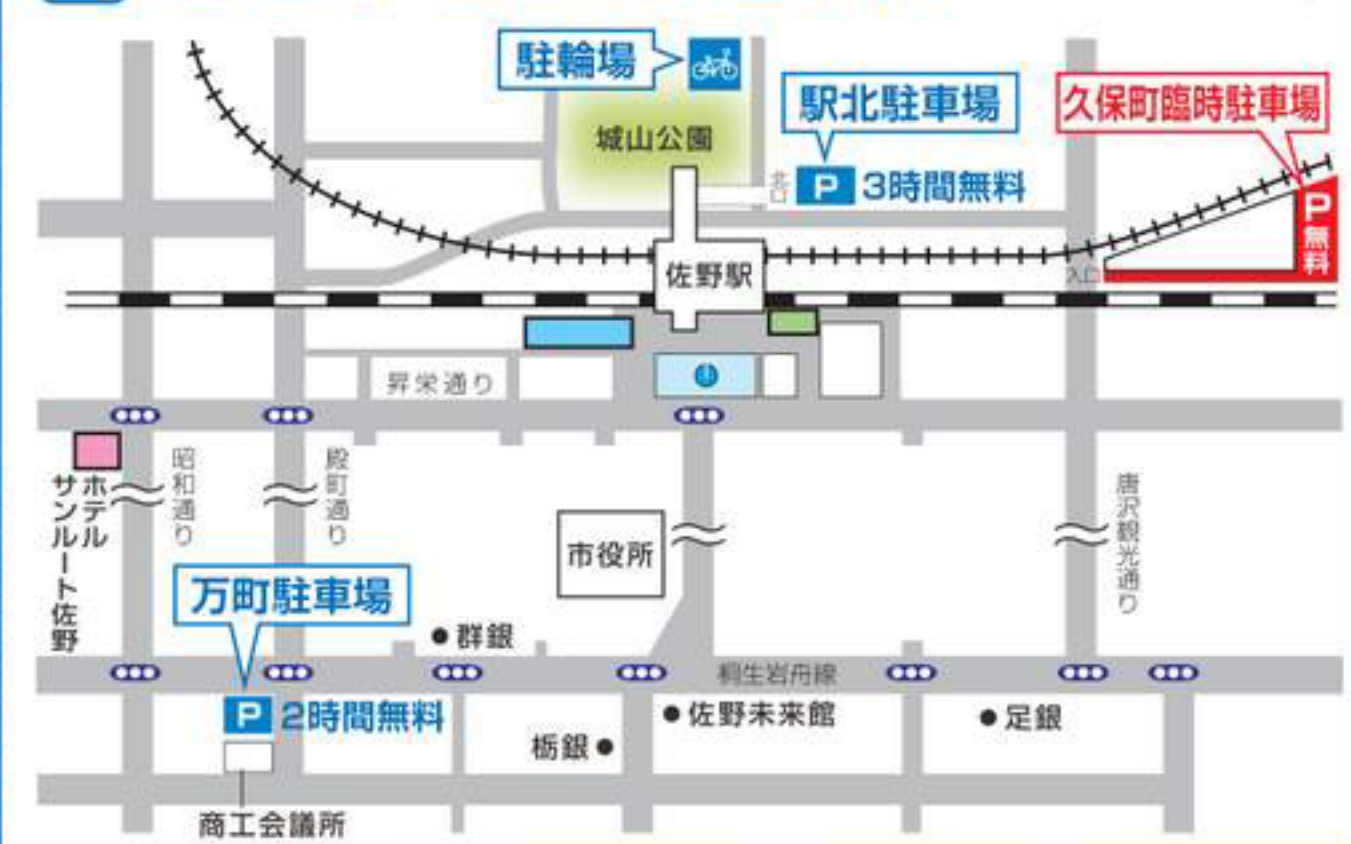 駐輪場
駅北駐車場
久保町臨時駐車場
城山公園
北口
P 3時間無料
P無料
佐野駅
入口
昇栄通り
昭和通り
殿町通り
ホテル
サンルート佐野
唐沢観光通り
市役所
万町駐車場
群銀
桐生岩舟線
P 2時間無料
佐野未来館
足銀
栃銀
商工会議所